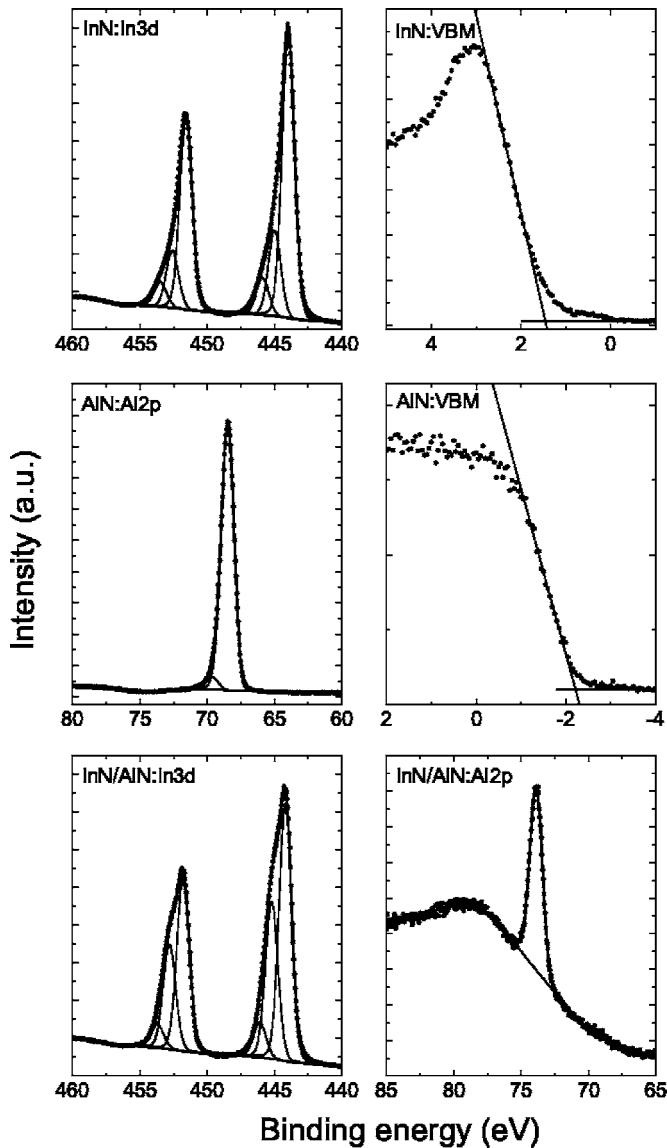 InN:In3d
InN:VBM
460 455 450 445 440
4 2 0
AlN:Al2p
AlN:VBM
Intensity (a.u.)
80 75 70 65 60
2 0 -2 -4
InN/AlN:In3d
InN/AlN:Al2p
460 455 450 445 440
85 80 75 70 65
Binding energy (eV)